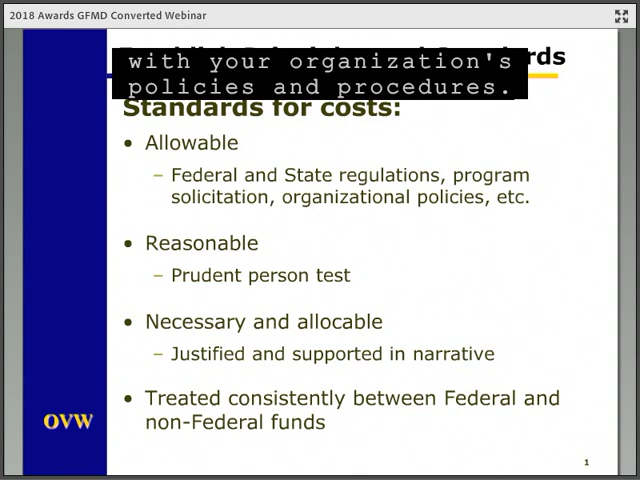 2018 Awards GFMD Converted Webinar
with your organization's
policies and procedures.
Standards for costs:
• Allowable
– Federal and State regulations, program
solicitation, organizational policies, etc.
• Reasonable
– Prudent person test
• Necessary and allocable
– Justified and supported in narrative
• Treated consistently between Federal and
non-Federal funds
OVW
1